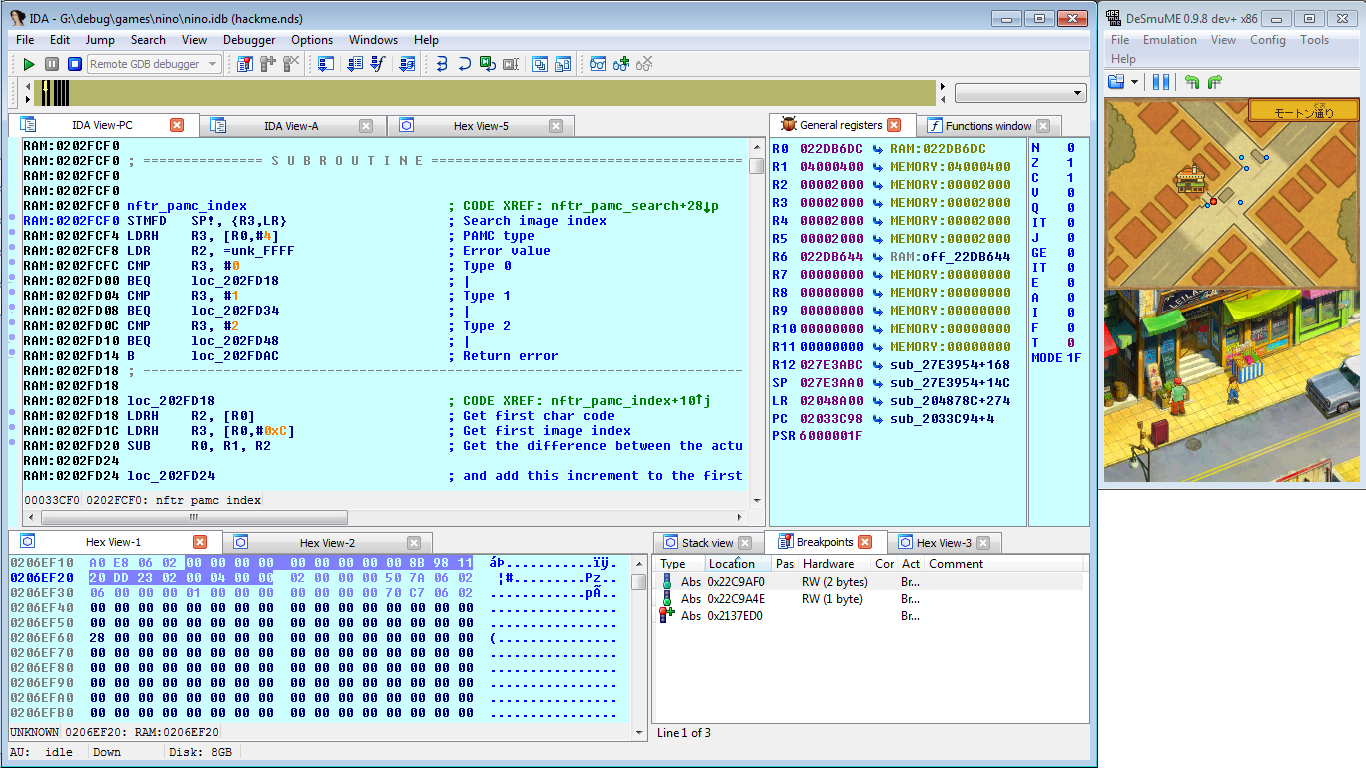 IDA - G:\debug\games\nino\nino.idb (hackme.nds)
File Edit Jump Search View Debugger Options Windows Help
Remote GDB debugger
IDA View-PC
IDA View-A
Hex View-5
RAM:0202FCF0
RAM:0202FCF0 ; =============== S U B R O U T I N E =======================================
RAM:0202FCF0
RAM:0202FCF0
RAM:0202FCF0 nftr_pamc_index ; CODE XREF: nftr_pamc_search+28↓p
RAM:0202FCF0 STMFD SP!, {R3,LR} ; Search image index
RAM:0202FCF4 LDRH R3, [R0,#4] ; PAMC type
RAM:0202FCF8 LDR R2, =unk_FFFF ; Error value
RAM:0202FCFC CMP R3, #0 ; Type 0
RAM:0202FD00 BEQ loc_202FD18 ; |
RAM:0202FD04 CMP R3, #1 ; Type 1
RAM:0202FD08 BEQ loc_202FD34 ; |
RAM:0202FD0C CMP R3, #2 ; Type 2
RAM:0202FD10 BEQ loc_202FD48 ; |
RAM:0202FD14 B loc_202FDAC ; Return error
RAM:0202FD18 ; ---------------------------------------------------------------------------
RAM:0202FD18
RAM:0202FD18 loc_202FD18 ; CODE XREF: nftr_pamc_index+10↑j
RAM:0202FD18 LDRH R2, [R0] ; Get first char code
RAM:0202FD1C LDRH R3, [R0,#0xC] ; Get first image index
RAM:0202FD20 SUB R0, R1, R2 ; Get the difference between the actu
RAM:0202FD24
RAM:0202FD24 loc_202FD24 ; and add this increment to the first
00033CF0 0202FCF0: nftr_pamc_index
General registers
Functions window
R0 022DB6DC RAM:022DB6DC
R1 04000400 MEMORY:04000400
R2 00002000 MEMORY:00002000
R3 00002000 MEMORY:00002000
R4 00002000 MEMORY:00002000
R5 00002000 MEMORY:00002000
R6 022DB644 RAM:off_22DB644
R7 00000000 MEMORY:00000000
R8 00000000 MEMORY:00000000
R9 00000000 MEMORY:00000000
R10 00000000 MEMORY:00000000
R11 00000000 MEMORY:00000000
R12 027E3ABC sub_27E3954+168
SP 027E3AA0 sub_27E3954+14C
LR 02048A00 sub_204878C+274
PC 02033C98 sub_2033C94+4
PSR 6000001F
N 0
Z 1
C 1
V 0
Q 0
IT 0
J 0
GE 0
IT 0
E 0
A 0
I 0
F 0
T 0
MODE 1F
Hex View-1
Hex View-2
0206EF10 A0 E8 06 02 00 00 00 00 00 00 00 00 8B 98 11 áÞ...........ïÿ.
0206EF20 20 DD 23 02 00 04 00 00 02 00 00 00 50 7A 06 02 ¦#.........Pz..
0206EF30 06 00 00 00 01 00 00 00 00 00 00 00 70 C7 06 02 ............pÃ..
0206EF40 00 00 00 00 00 00 00 00 00 00 00 00 00 00 00 00 ................
0206EF50 00 00 00 00 00 00 00 00 00 00 00 00 00 00 00 00 ................
0206EF60 28 00 00 00 00 00 00 00 00 00 00 00 00 00 00 00 (...............
0206EF70 00 00 00 00 00 00 00 00 00 00 00 00 00 00 00 00 ................
0206EF80 00 00 00 00 00 00 00 00 00 00 00 00 00 00 00 00 ................
0206EF90 00 00 00 00 00 00 00 00 00 00 00 00 00 00 00 00 ................
0206EFA0 00 00 00 00 00 00 00 00 00 00 00 00 00 00 00 00 ................
0206EFB0 00 00 00 00 00 00 00 00 00 00 00 00 00 00 00 00 ................
UNKNOWN 0206EF20: RAM:0206EF20
Stack view
Breakpoints
Hex View-3
Type Location Pas Hardware Cor Act Comment
Abs 0x22C9AF0 RW (2 bytes) Br...
Abs 0x22C9A4E RW (1 byte) Br...
Abs 0x2137ED0 Br...
Line 1 of 3
AU: idle Down Disk: 8GB
DeSmuME 0.9.8 dev+ x86
File Emulation View Config Tools
Help
モートン通り